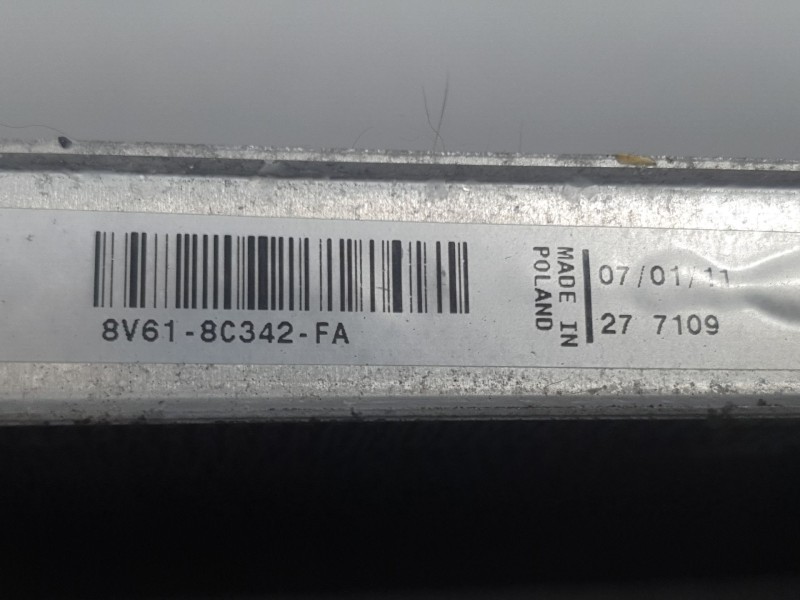 8V61-8C342-FA
MADE IN
POLAND
07/01/11
27 7109